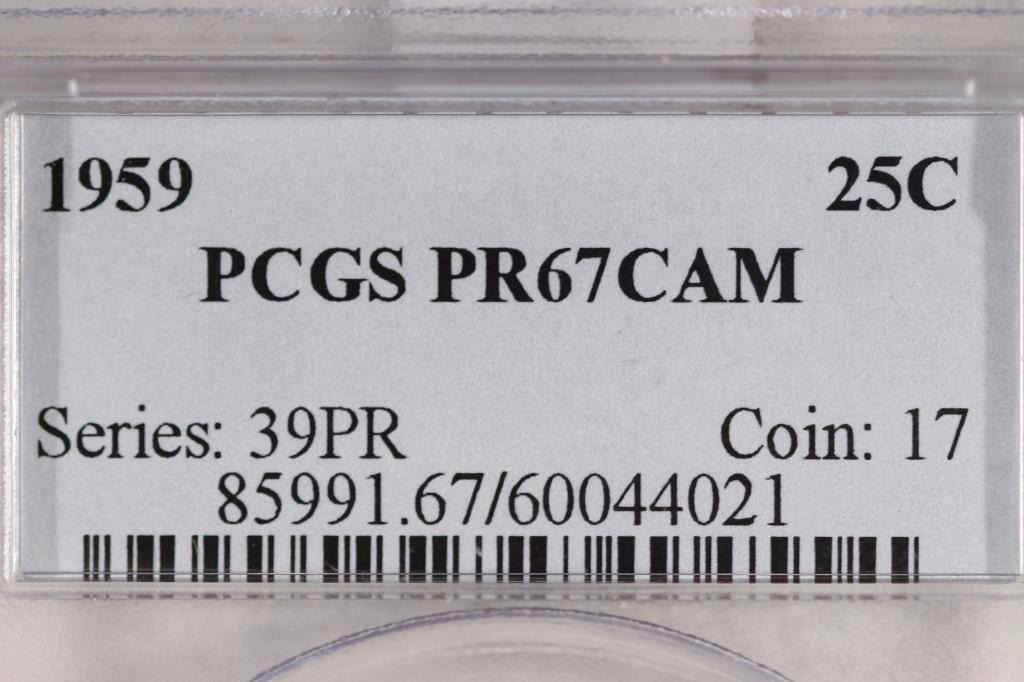 1959 25C
PCGS PR67CAM
Series: 39PR Coin: 17
85991.67/60044021